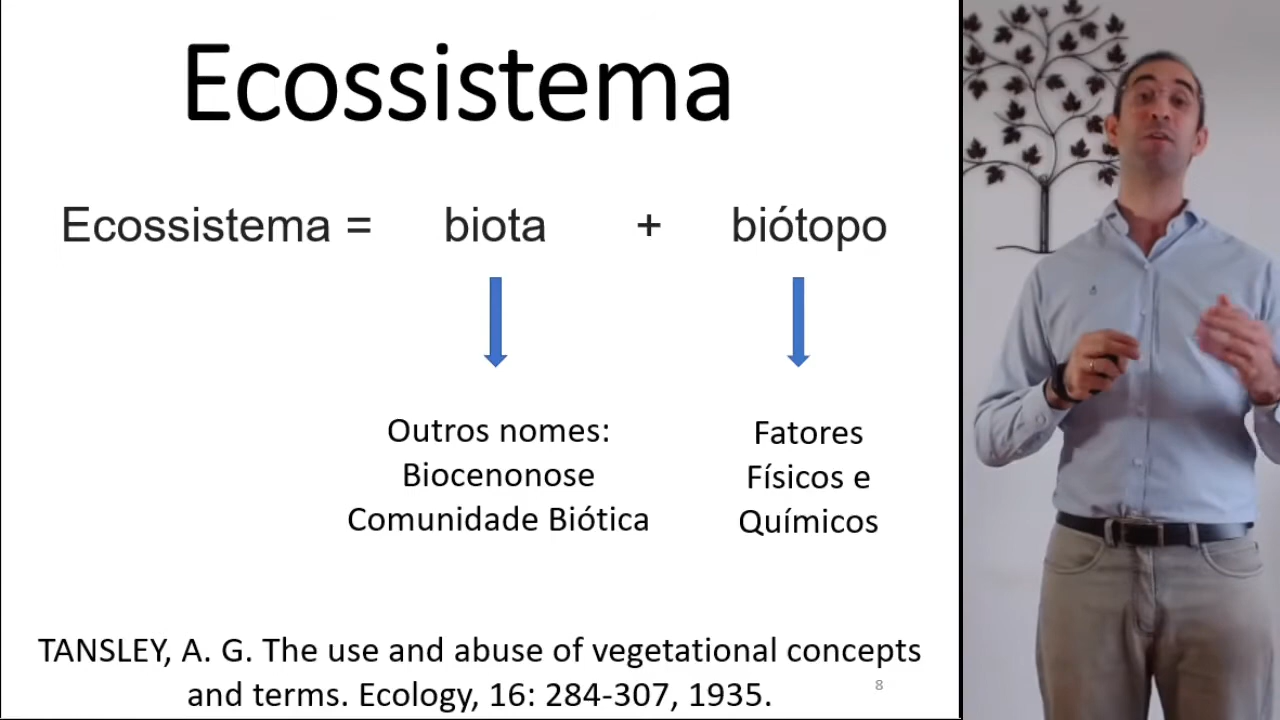 Ecossistema
Ecossistema = biota + biótopo
Outros nomes:
Biocenonose
Comunidade Biótica
Fatores
Físicos e
Químicos
TANSLEY, A. G. The use and abuse of vegetational concepts
and terms. Ecology, 16: 284-307, 1935.
8